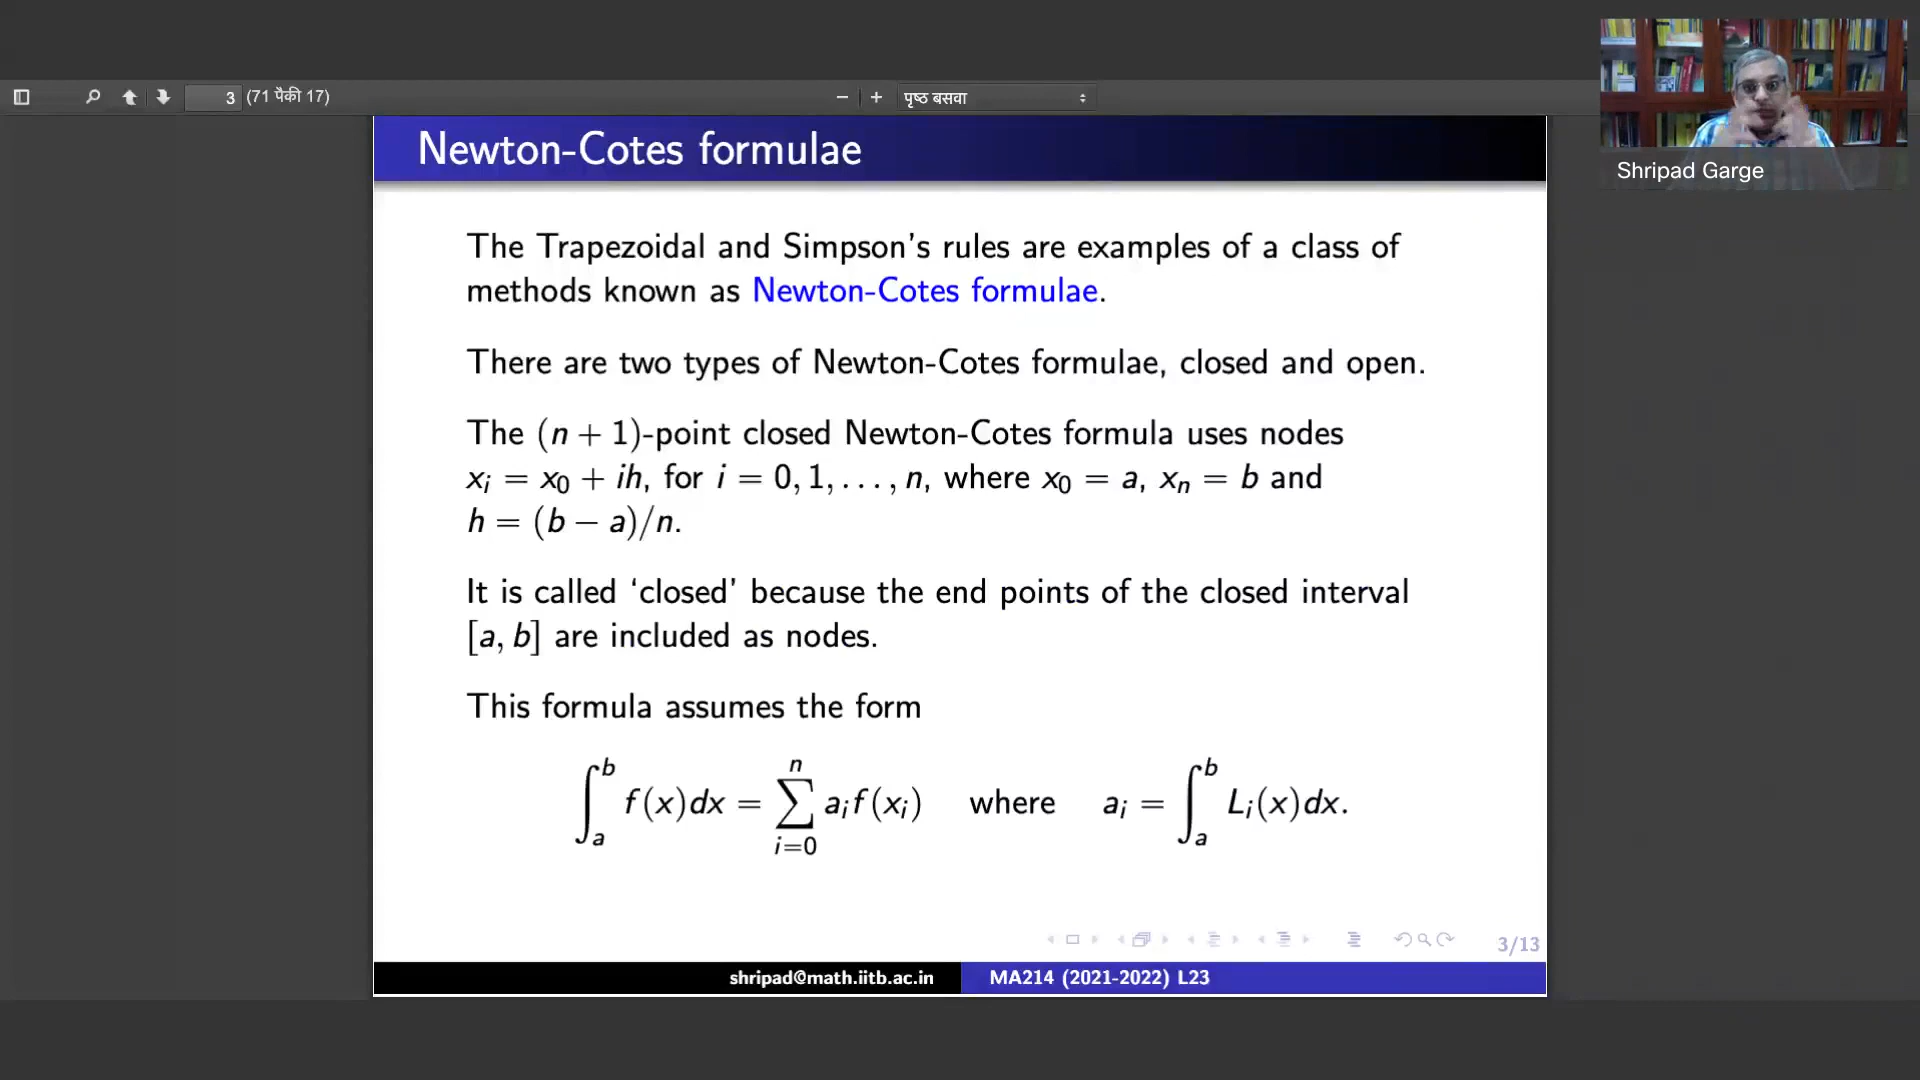 3 (71 पैकी 17)
पृष्ठ बसवा
Shripad Garge
Newton-Cotes formulae
The Trapezoidal and Simpson's rules are examples of a class of
methods known as Newton-Cotes formulae.
There are two types of Newton-Cotes formulae, closed and open.
The (n + 1)-point closed Newton-Cotes formula uses nodes
x_i = x_0 + ih, for i = 0, 1, . . . , n, where x_0 = a, x_n = b and
h = (b − a)/n.
It is called ‘closed’ because the end points of the closed interval
[a, b] are included as nodes.
This formula assumes the form
∫_a^b f(x)dx = ∑_{i=0}^n a_i f(x_i) where a_i = ∫_a^b L_i(x)dx.
3/13
shripad@math.iitb.ac.in MA214 (2021-2022) L23